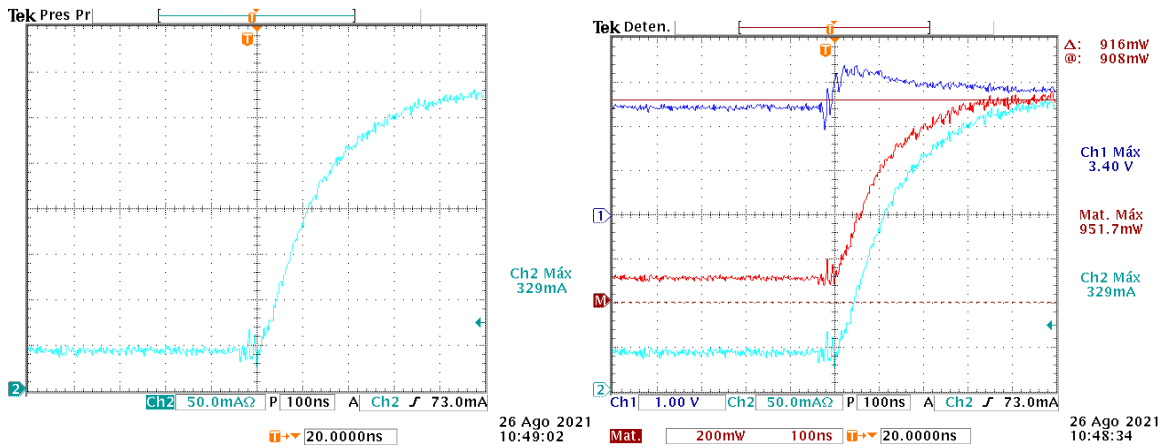 Tek Pres Pr
T
T
2
Ch2 Máx
329mA
Ch2 50.0mAΩ P 100ns A Ch2 ƒ 73.0mA
T→▼ 20.0000ns
26 Ago 2021
10:49:02
Tek Deten.
T
T
Δ: 916mW
@: 908mW
1
M
2
Ch1 Máx
3.40 V
Mat. Máx
951.7mW
Ch2 Máx
329mA
Ch1 1.00 V Ch2 50.0mAΩ P 100ns A Ch2 ƒ 73.0mA
Mat. 200mW 100ns T→▼ 20.0000ns
26 Ago 2021
10:48:34